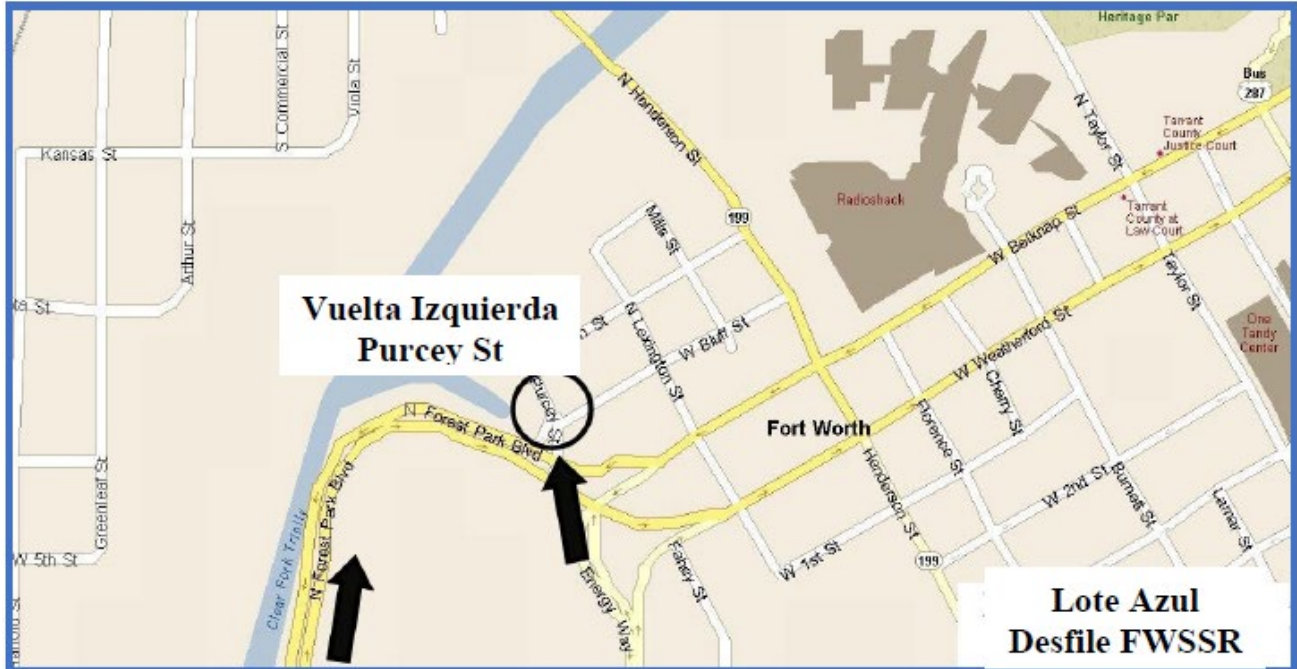 Heritage Par
Bus
287
Viola St
S Commercial St
N Henderson St
N Taylor St
Tarrant
County
Justice Court
Kansas St
Radioshack
Mills St
199
Tarrant
County at
Law Court
W Belknap St
Arthur St
Taylor St
Vuelta Izquierda
Purcey St
N Lexington St
W Bluff St
W Weatherford St
One
Tandy
Center
Purcey St
N Forest Park Blvd
Fort Worth
Florence St
W Cherry St
Greenleaf St
N Forest Park Blvd
Henderson St
W 2nd St
Burnett St
Lamar St
W 5th St
Clear Fork Trinity
Energy Way
Fahey St
W 1st St
199
Lote Azul
Desfile FWSSR